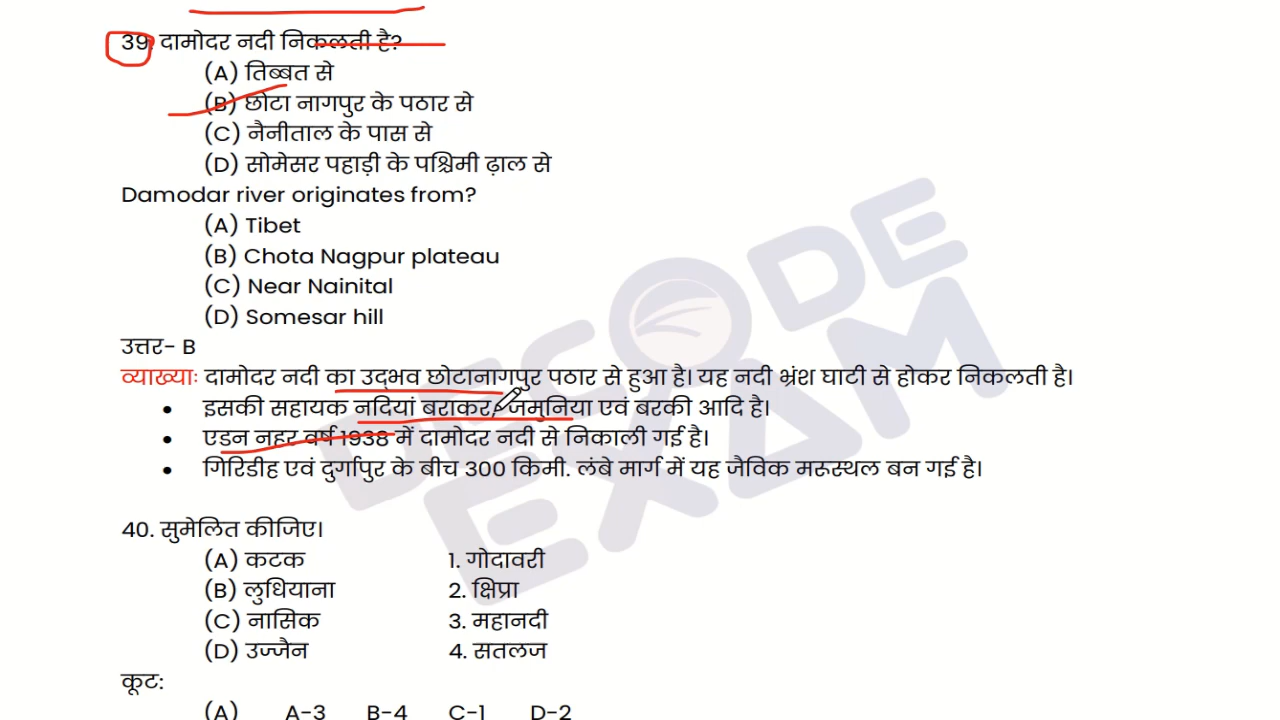 39. दामोदर नदी निकलती है?
(A) तिब्बत से
(B) छोटा नागपुर के पठार से
(C) नैनीताल के पास से
(D) सोमेसर पहाड़ी के पश्चिमी ढ़ाल से
Damodar river originates from?
(A) Tibet
(B) Chota Nagpur plateau
(C) Near Nainital
(D) Somesar hill
उत्तर- B
व्याख्याः दामोदर नदी का उद्भव छोटानागपुर पठार से हुआ है। यह नदी भ्रंश घाटी से होकर निकलती है।
• इसकी सहायक नदियां बराकर, जमुनिया एवं बरकी आदि है।
• एडन नहर वर्ष 1938 में दामोदर नदी से निकाली गई है।
• गिरिडीह एवं दुर्गापुर के बीच 300 किमी. लंबे मार्ग में यह जैविक मरूस्थल बन गई है।
40. सुमेलित कीजिए।
(A) कटक 1. गोदावरी
(B) लुधियाना 2. क्षिप्रा
(C) नासिक 3. महानदी
(D) उज्जैन 4. सतलज
कूट:
(A) A-3 B-4 C-1 D-2
DECODE
EXAM